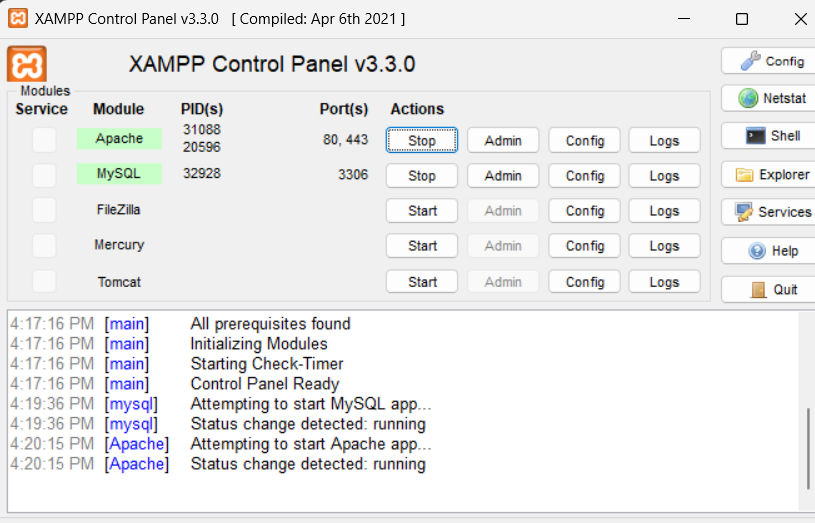 XAMPP Control Panel v3.3.0 [ Compiled: Apr 6th 2021 ]
XAMPP Control Panel v3.3.0
Config
Modules
Service Module PID(s) Port(s) Actions
Netstat
Apache 31088 20596 80, 443 Stop Admin Config Logs
Shell
MySQL 32928 3306 Stop Admin Config Logs
Explorer
FileZilla Start Admin Config Logs
Services
Mercury Start Admin Config Logs
Help
Tomcat Start Admin Config Logs
Quit
4:17:16 PM [main] All prerequisites found
4:17:16 PM [main] Initializing Modules
4:17:16 PM [main] Starting Check-Timer
4:17:16 PM [main] Control Panel Ready
4:19:36 PM [mysql] Attempting to start MySQL app...
4:19:36 PM [mysql] Status change detected: running
4:20:15 PM [Apache] Attempting to start Apache app...
4:20:15 PM [Apache] Status change detected: running